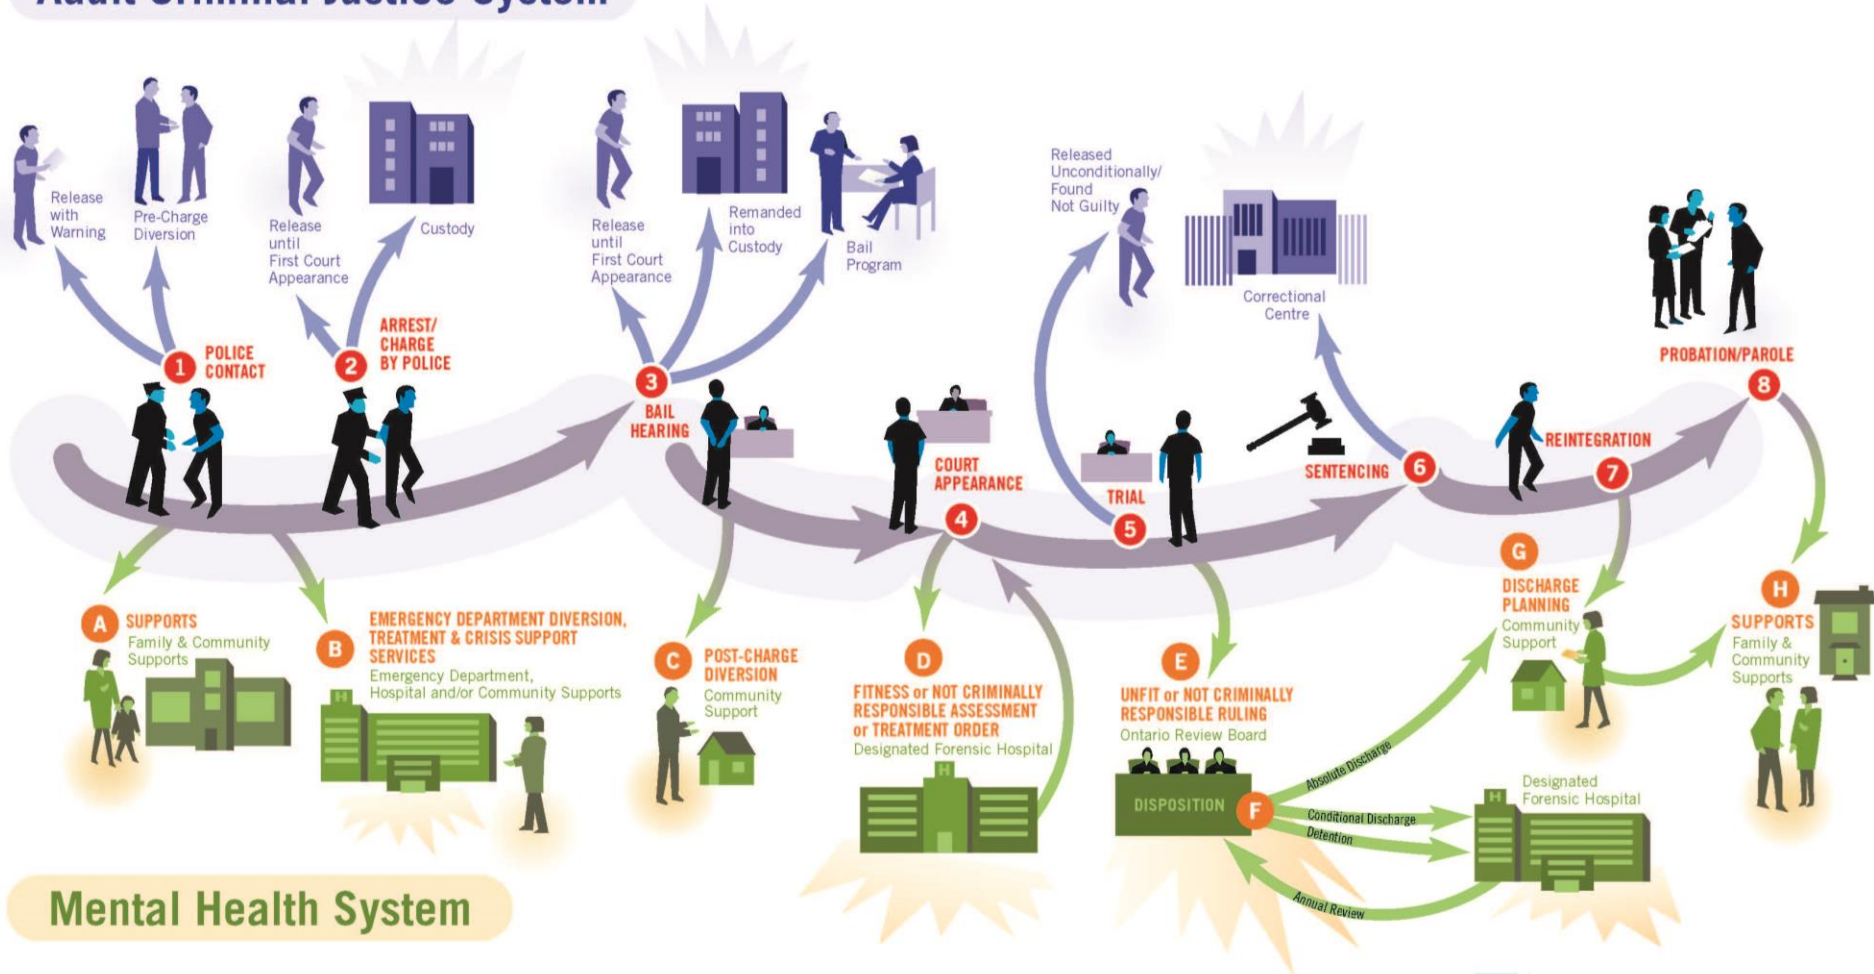 Adult Criminal Justice System
Release
with
Warning
Pre-Charge
Diversion
Release
until
First Court
Appearance
Custody
Release
until
First Court
Appearance
Remanded
into
Custody
Bail
Program
Released
Unconditionally/
Found
Not Guilty
Correctional
Centre
1
POLICE
CONTACT
2
ARREST/
CHARGE
BY POLICE
3
BAIL
HEARING
4
COURT
APPEARANCE
5
TRIAL
6
SENTENCING
7
REINTEGRATION
PROBATION/PAROLE
8
A
SUPPORTS
Family & Community
Supports
B
EMERGENCY DEPARTMENT DIVERSION,
TREATMENT & CRISIS SUPPORT
SERVICES
Emergency Department,
Hospital and/or Community Supports
H
C
POST-CHARGE
DIVERSION
Community
Support
D
FITNESS or NOT CRIMINALLY
RESPONSIBLE ASSESSMENT
or TREATMENT ORDER
Designated Forensic Hospital
H
E
UNFIT or NOT CRIMINALLY
RESPONSIBLE RULING
Ontario Review Board
DISPOSITION
F
Absolute Discharge
Conditional Discharge
Detention
Annual Review
G
DISCHARGE
PLANNING
Community
Support
Designated
Forensic Hospital
H
H
SUPPORTS
Family &
Community
Supports
Mental Health System